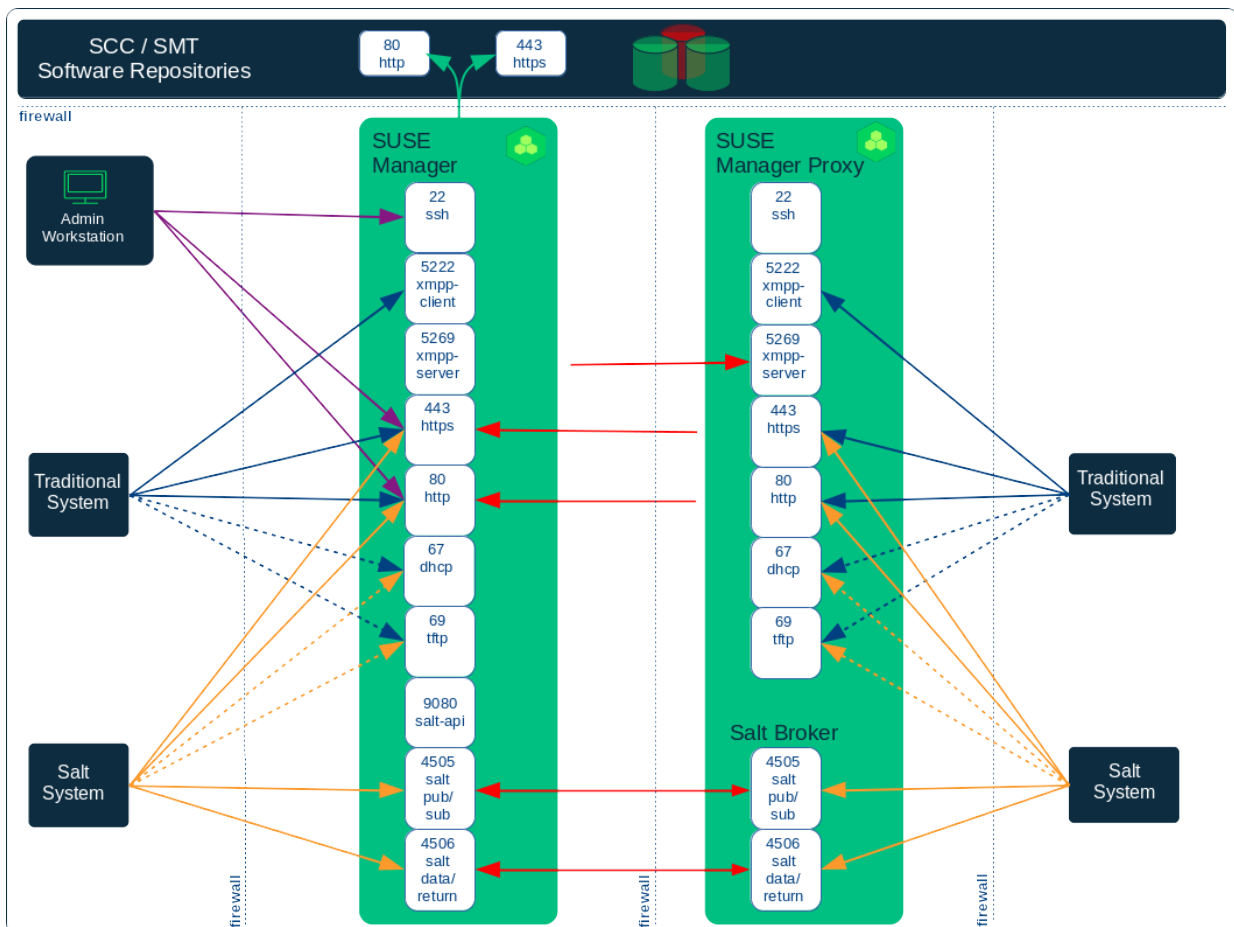 SCC / SMT
Software Repositories
80
http
443
https
firewall
Admin
Workstation
Traditional
System
Salt
System
firewall
SUSE
Manager
22
ssh
5222
xmpp-
client
5269
xmpp-
server
443
https
80
http
67
dhcp
69
tftp
9080
salt-api
4505
salt
pub/
sub
4506
salt
data/
return
firewall
SUSE
Manager Proxy
22
ssh
5222
xmpp-
client
5269
xmpp-
server
443
https
80
http
67
dhcp
69
tftp
Salt Broker
4505
salt
pub/
sub
4506
salt
data/
return
firewall
Traditional
System
Salt
System